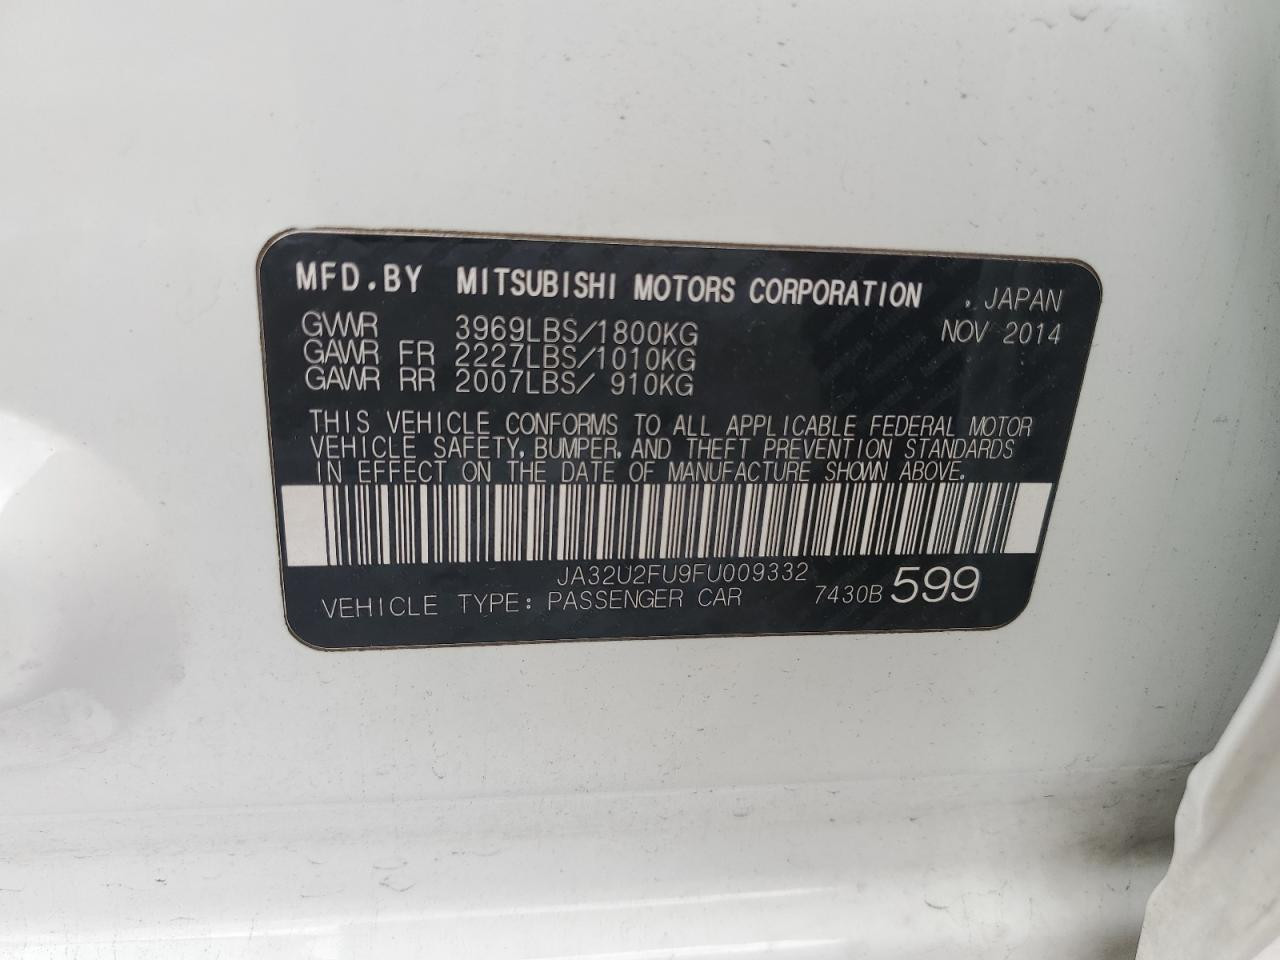 MFD.BY MITSUBISHI MOTORS CORPORATION . JAPAN
GVWR 3969LBS/1800KG NOV 2014
GAWR FR 2227LBS/1010KG
GAWR RR 2007LBS/ 910KG
THIS VEHICLE CONFORMS TO ALL APPLICABLE FEDERAL MOTOR
VEHICLE SAFETY, BUMPER, AND THEFT PREVENTION STANDARDS
IN EFFECT ON THE DATE OF MANUFACTURE SHOWN ABOVE.
JA32U2FU9FU009332
VEHICLE TYPE: PASSENGER CAR 7430B 599